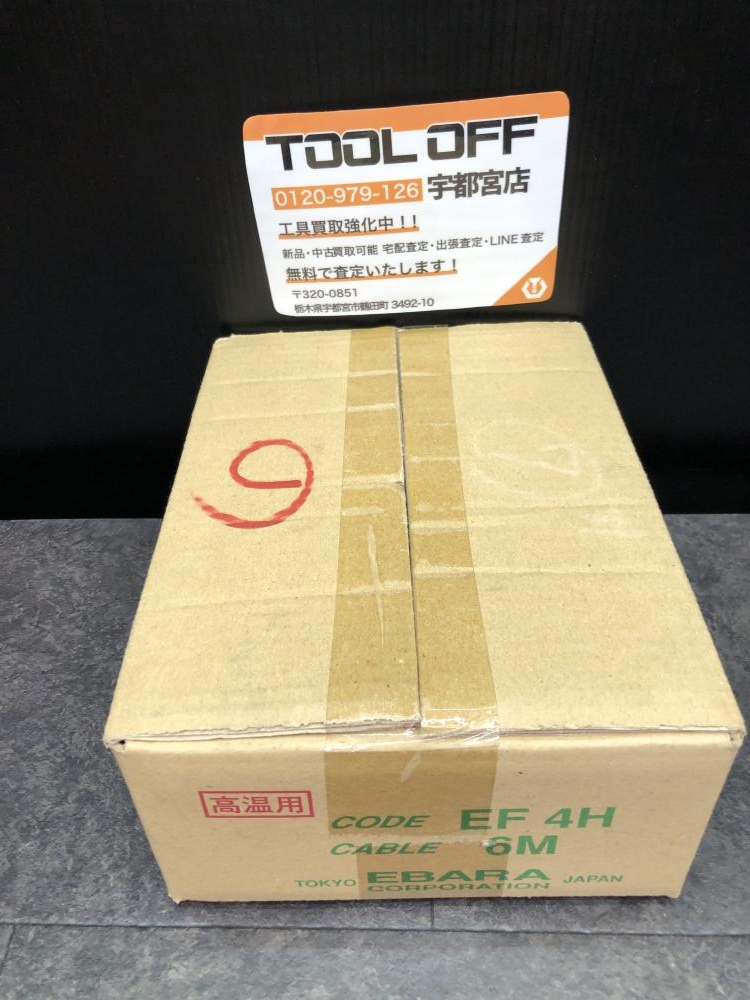 TOOL OFF
0120-979-126 宇都宮店
工具買取強化中！！
新品・中古買取可能 宅配査定・出張査定・LINE査定
無料で査定いたします！
〒320-0851
栃木県宇都宮市鶴田町 3492-10
9
高温用
CODE EF 4H
CABLE 6M
TOKYO EBARA CORPORATION JAPAN